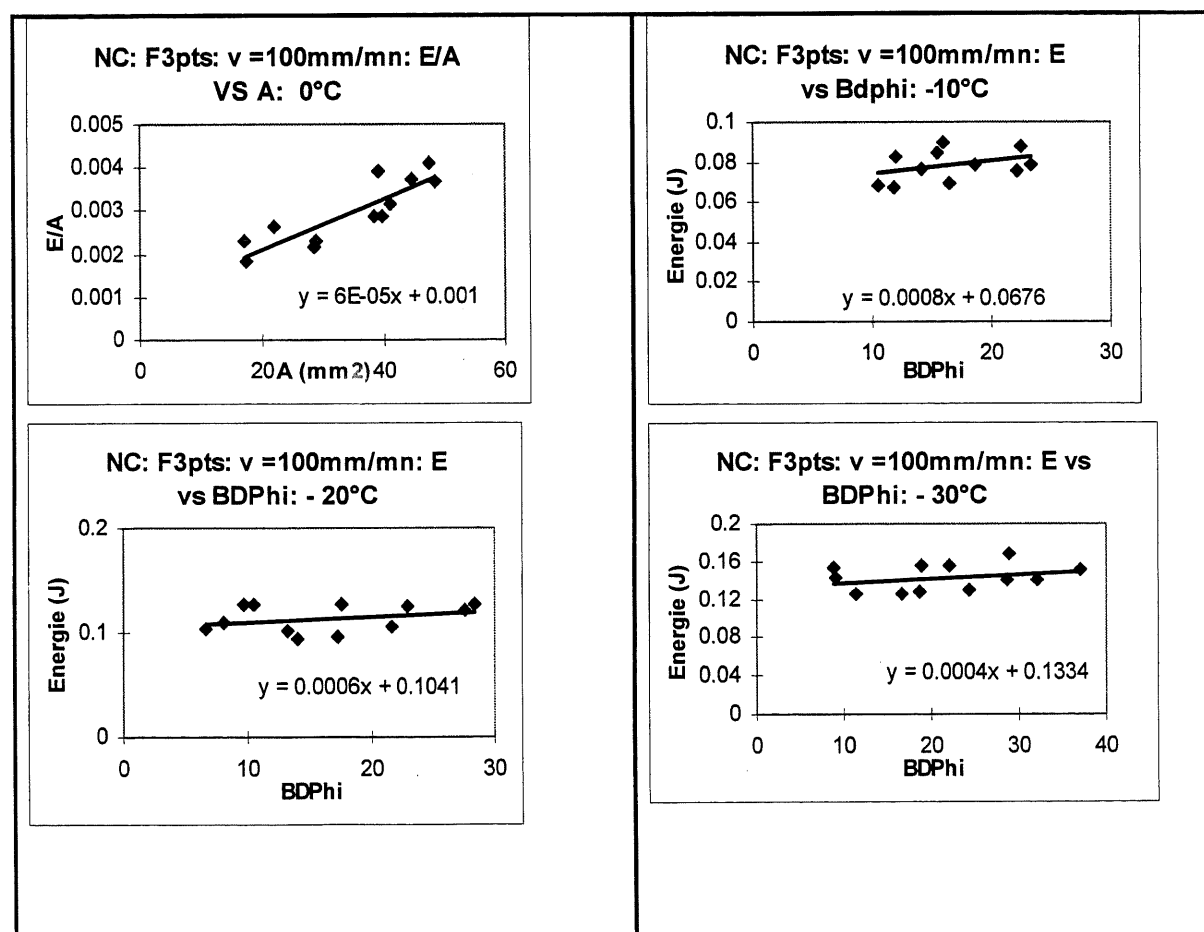 NC: F3pts: v =100mm/mn: E/A
VS A: 0°C
0.005
0.004
0.003
0.002
0.001
0
E/A
y = 6E-05x + 0.001
0 20 40 60
A (mm2)
NC: F3pts: v =100mm/mn: E
vs Bdphi: -10°C
0.1
0.08
0.06
0.04
0.02
0
Energie (J)
y = 0.0008x + 0.0676
0 10 20 30
BDPhi
NC: F3pts: v =100mm/mn: E
vs BDPhi: - 20°C
0.2
0.1
0
Energie (J)
y = 0.0006x + 0.1041
0 10 20 30
BDPhi
NC: F3pts: v =100mm/mn: E vs
BDPhi: - 30°C
0.2
0.16
0.12
0.08
0.04
0
Energie (J)
y = 0.0004x + 0.1334
0 10 20 30 40
BDPhi